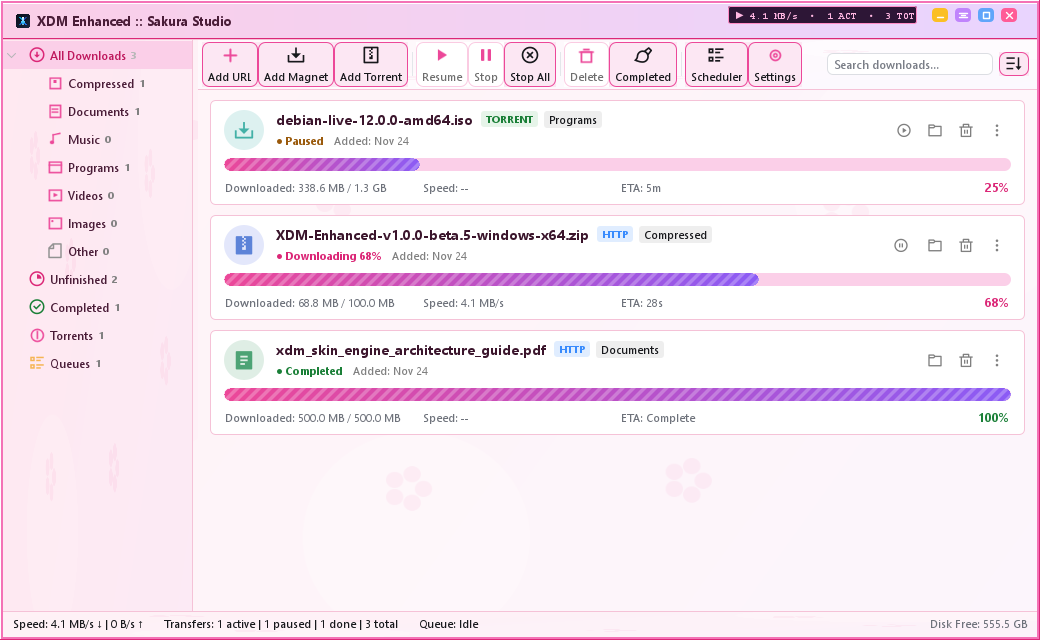 XDM Enhanced :: Sakura Studio
▶ 4.1 MB/s · 1 ACT · 3 TOT
All Downloads 3
Compressed 1
Documents 1
Music 0
Programs 1
Videos 0
Images 0
Other 0
Unfinished 2
Completed 1
Torrents 1
Queues 1
Add URL
Add Magnet
Add Torrent
Resume
Stop
Stop All
Delete
Completed
Scheduler
Settings
Search downloads...
debian-live-12.0.0-amd64.iso TORRENT Programs
● Paused Added: Nov 24
Downloaded: 338.6 MB / 1.3 GB Speed: -- ETA: 5m 25%
XDM-Enhanced-v1.0.0-beta.5-windows-x64.zip HTTP Compressed
● Downloading 68% Added: Nov 24
Downloaded: 68.8 MB / 100.0 MB Speed: 4.1 MB/s ETA: 28s 68%
xdm_skin_engine_architecture_guide.pdf HTTP Documents
● Completed Added: Nov 24
Downloaded: 500.0 MB / 500.0 MB Speed: -- ETA: Complete 100%
Speed: 4.1 MB/s ↓ | 0 B/s ↑ Transfers: 1 active | 1 paused | 1 done | 3 total Queue: Idle Disk Free: 555.5 GB